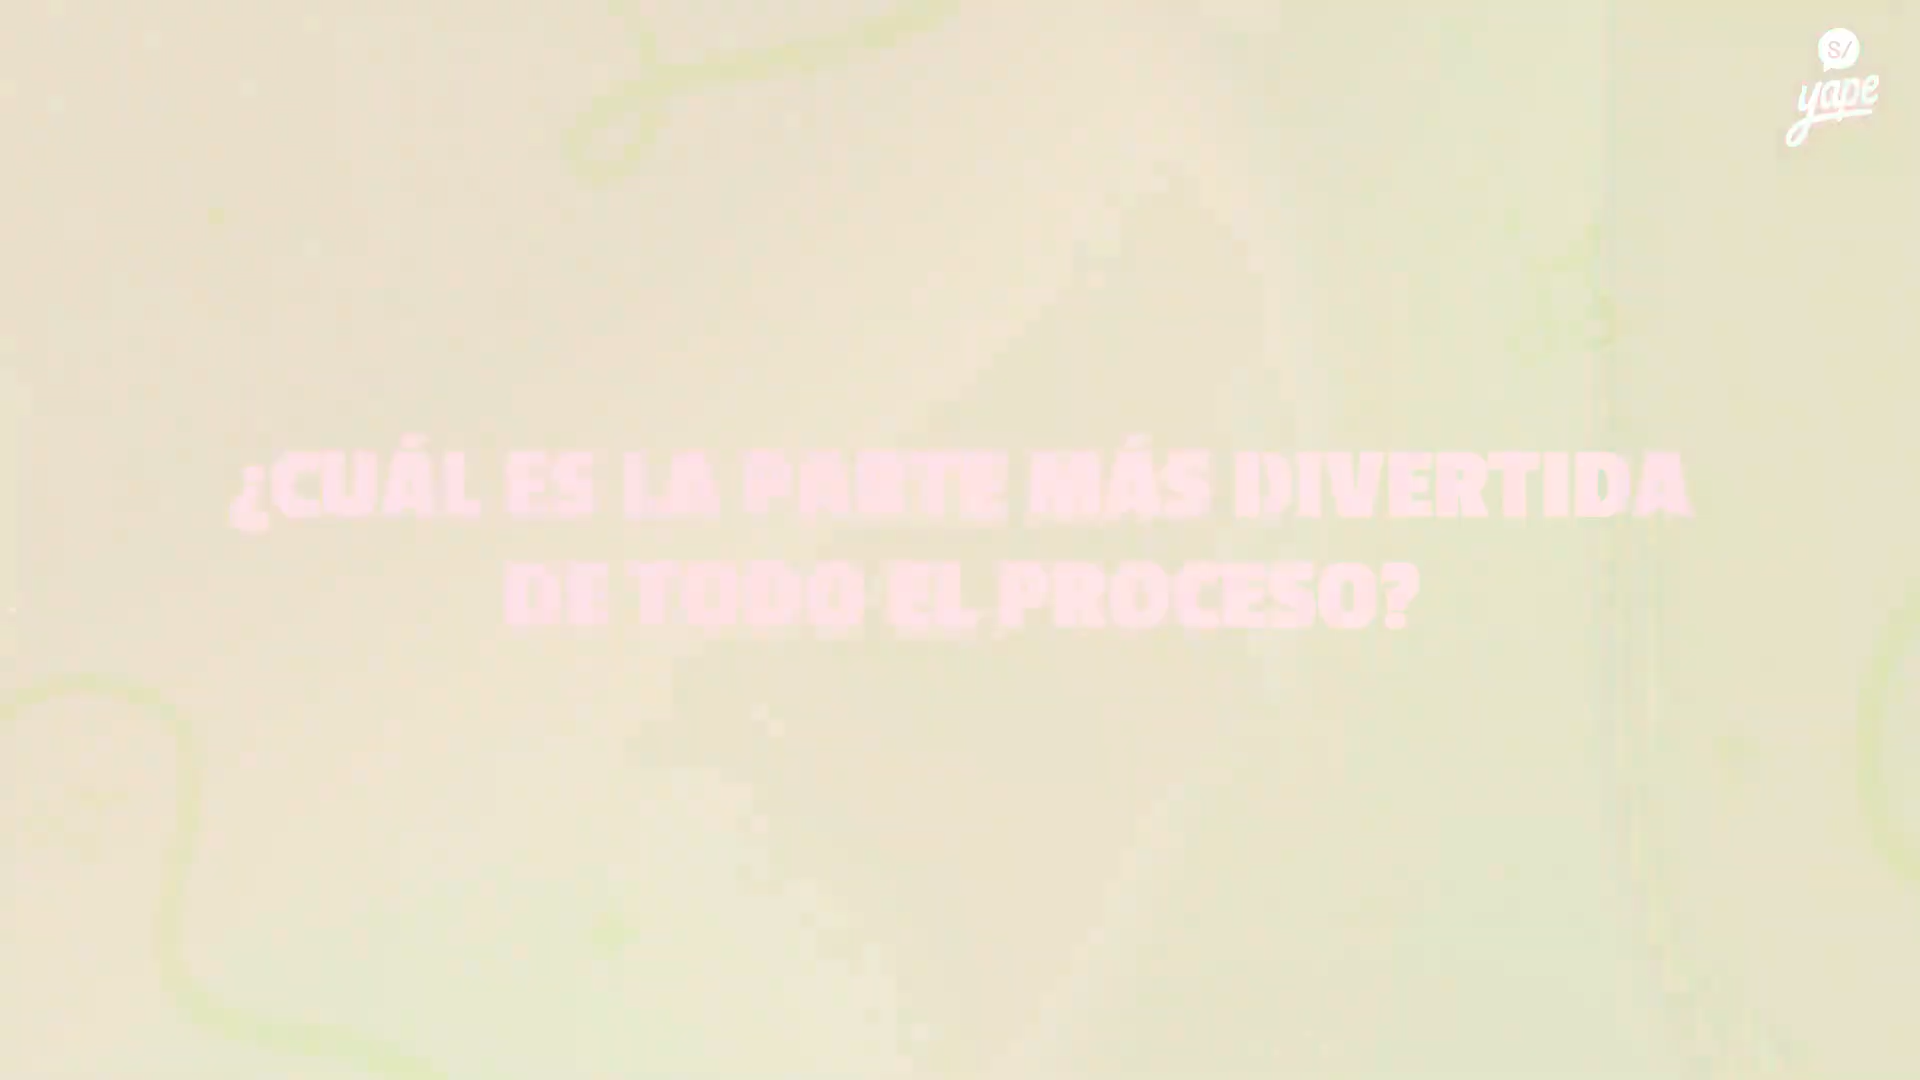 S/
yape
¿CUÁL ES LA PARTE MÁS DIVERTIDA
DE TODO EL PROCESO?